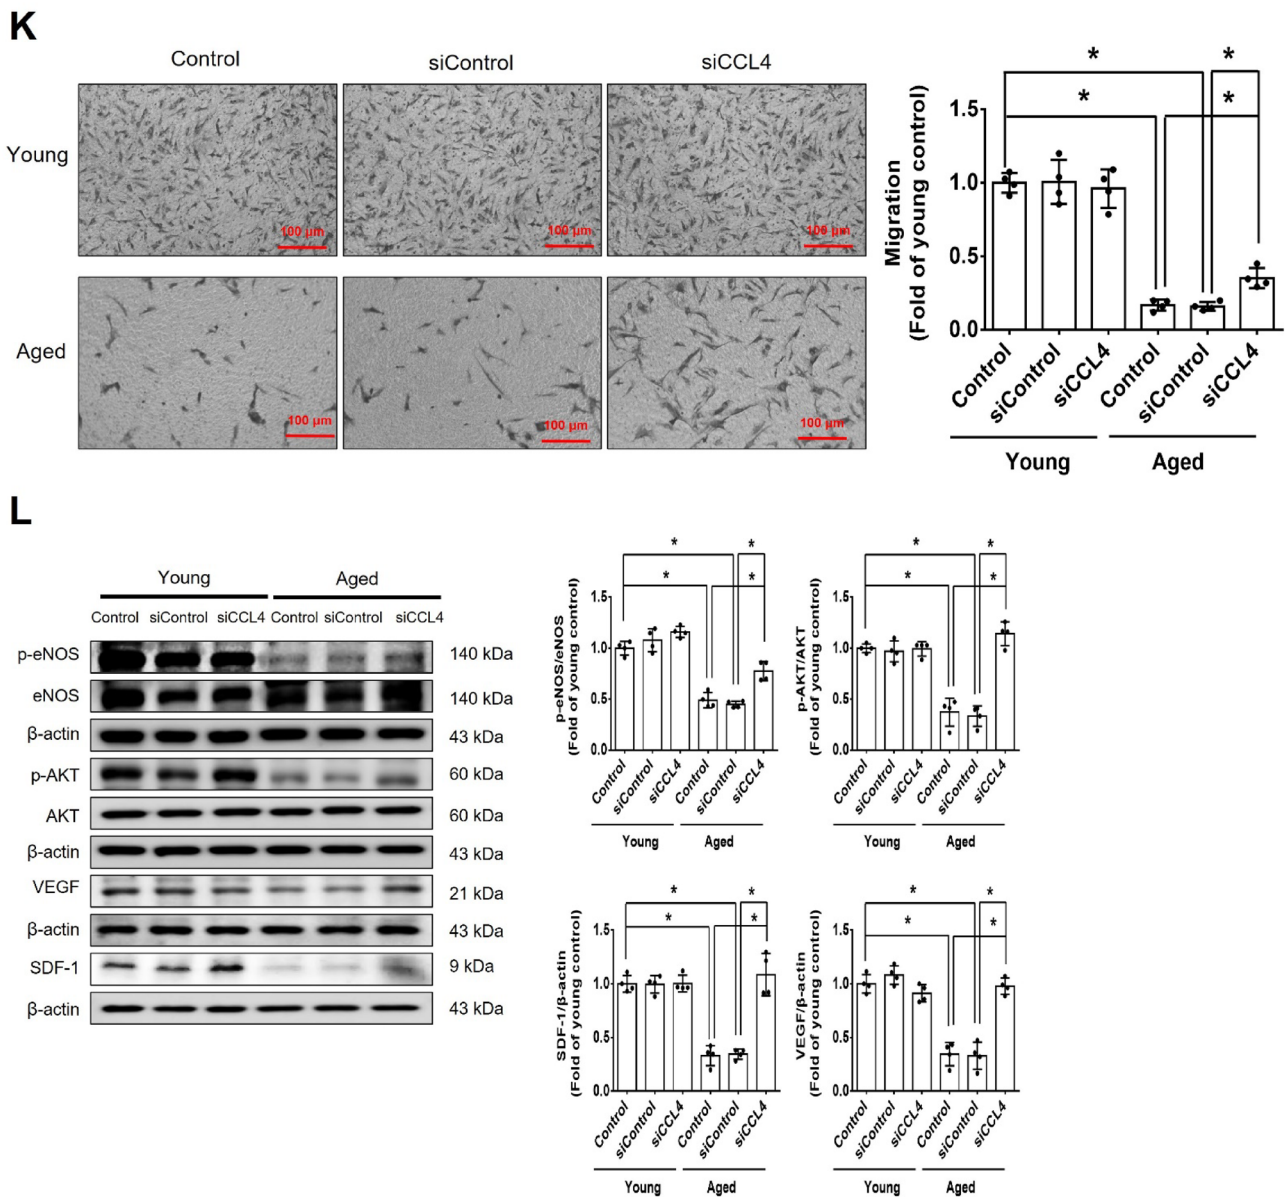 K
Control siControl siCCL4
Young
100 µm 100 µm 100 µm
Aged
100 µm 100 µm 100 µm
Migration
(Fold of young control)
* *
* *
1.5
1.0
0.5
0.0
Control siControl siCCL4 Control siControl siCCL4
Young Aged
L
Young Aged
Control siControl siCCL4 Control siControl siCCL4
p-eNOS 140 kDa
eNOS 140 kDa
β-actin 43 kDa
p-AKT 60 kDa
AKT 60 kDa
β-actin 43 kDa
VEGF 21 kDa
β-actin 43 kDa
SDF-1 9 kDa
β-actin 43 kDa
p-eNOS/eNOS
(Fold of young control)
* *
* *
1.5
1.0
0.5
0.0
Control siControl siCCL4 Control siControl siCCL4
Young Aged
p-AKT/AKT
(Fold of young control)
* *
* *
1.5
1.0
0.5
0.0
Control siControl siCCL4 Control siControl siCCL4
Young Aged
SDF-1/β-actin
(Fold of young control)
* *
* *
1.5
1.0
0.5
0.0
Control siControl siCCL4 Control siControl siCCL4
Young Aged
VEGF/β-actin
(Fold of young control)
* *
* *
1.5
1.0
0.5
0.0
Control siControl siCCL4 Control siControl siCCL4
Young Aged